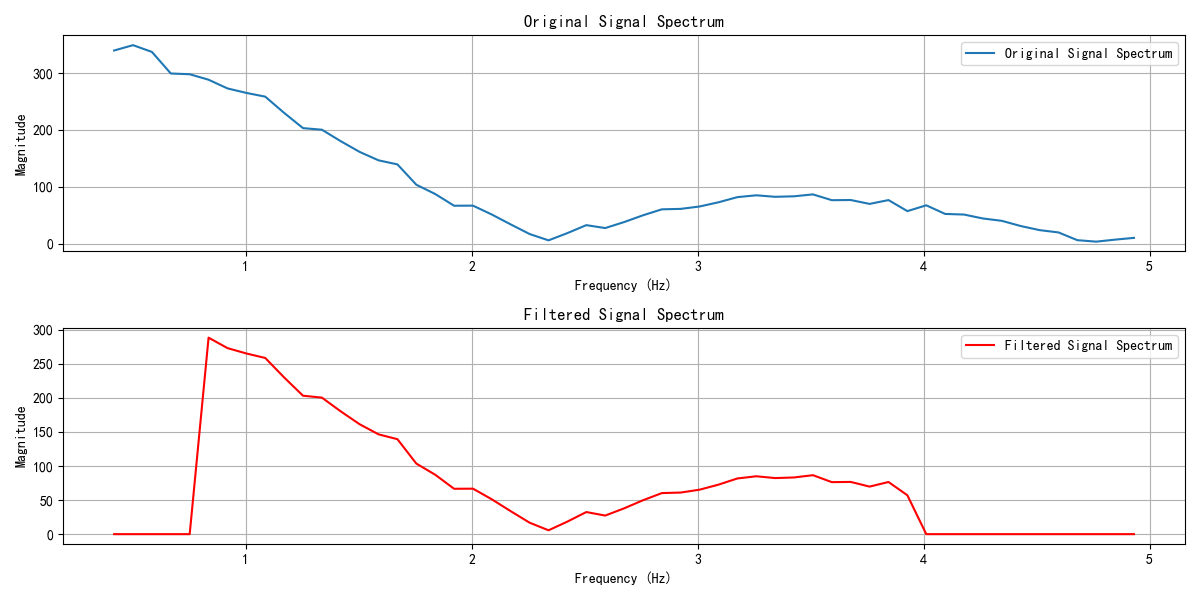 Original Signal Spectrum
Original Signal Spectrum
300
200
100
0
Magnitude
1 2 3 4 5
Frequency (Hz)
Filtered Signal Spectrum
Filtered Signal Spectrum
300
250
200
150
100
50
0
Magnitude
1 2 3 4 5
Frequency (Hz)